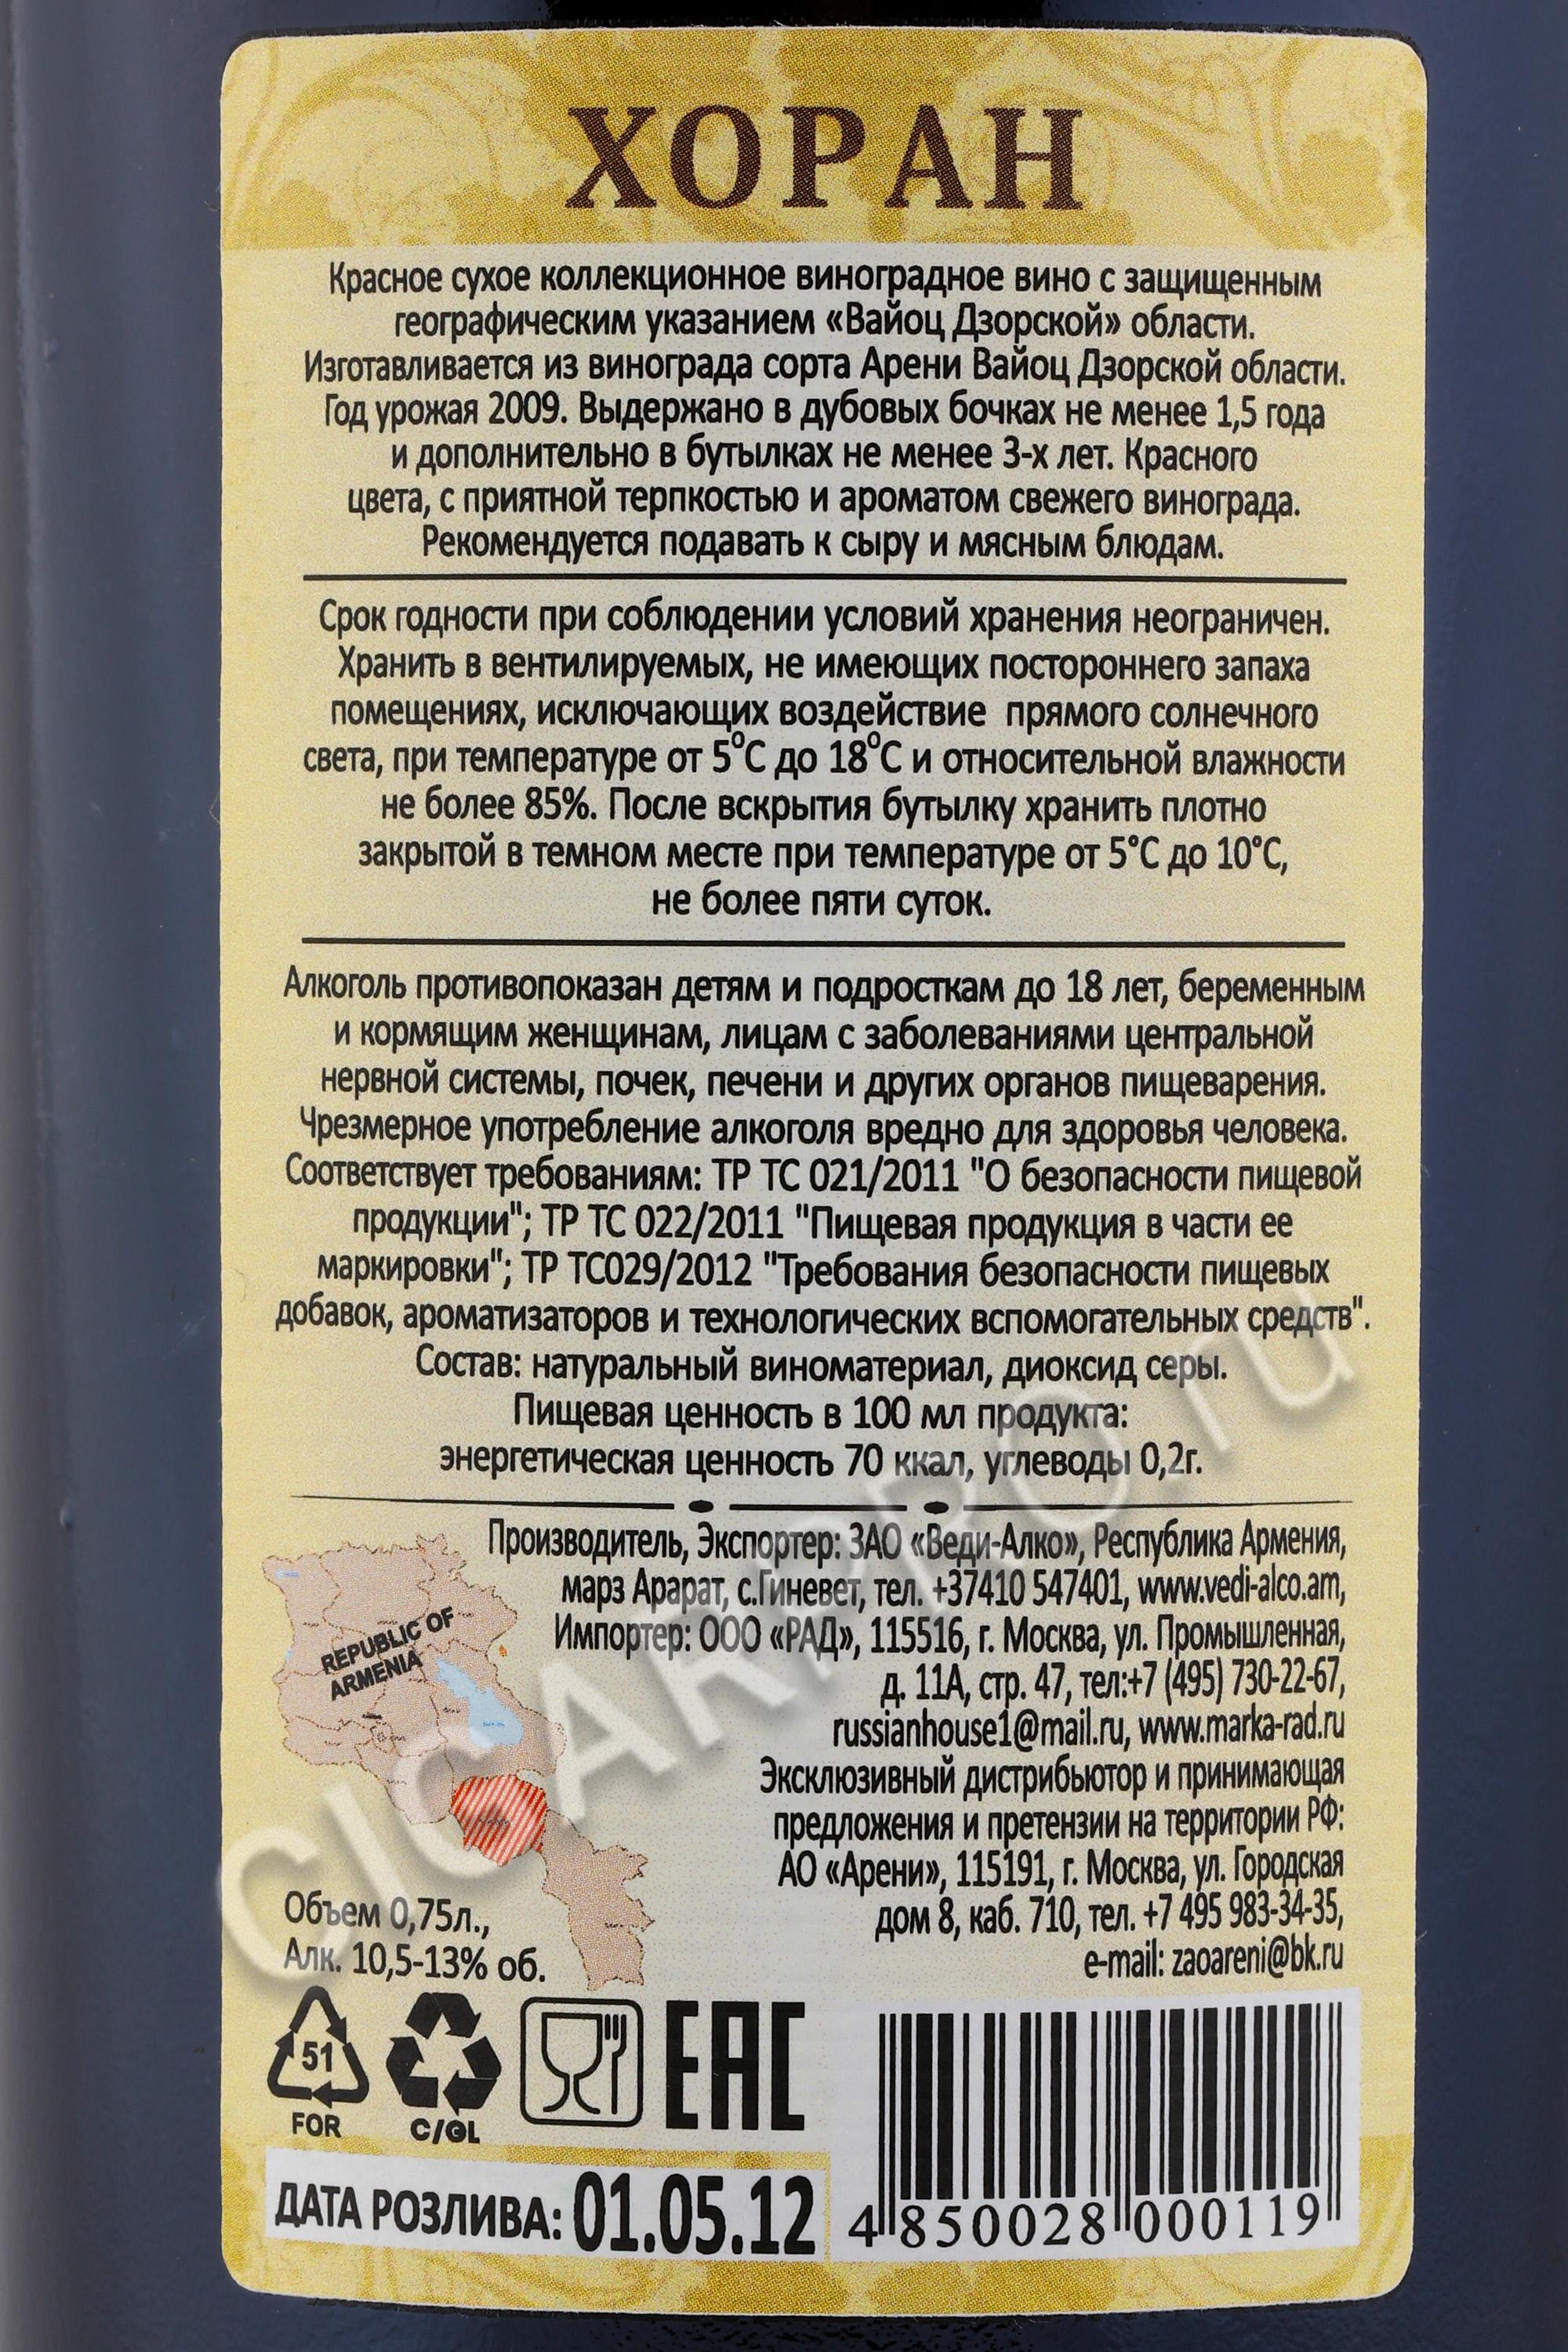 ХОРАН
Красное сухое коллекционное виноградное вино с защищенным
географическим указанием «Вайоц Дзорской» области.
Изготавливается из винограда сорта Арени Вайоц Дзорской области.
Год урожая 2009. Выдержано в дубовых бочках не менее 1,5 года
и дополнительно в бутылках не менее 3-х лет. Красного
цвета, с приятной терпкостью и ароматом свежего винограда.
Рекомендуется подавать к сыру и мясным блюдам.
Срок годности при соблюдении условий хранения неограничен.
Хранить в вентилируемых, не имеющих постороннего запаха
помещениях, исключающих воздействие прямого солнечного
света, при температуре от 5°С до 18°С и относительной влажности
не более 85%. После вскрытия бутылку хранить плотно
закрытой в темном месте при температуре от 5°С до 10°С,
не более пяти суток.
Алкоголь противопоказан детям и подросткам до 18 лет, беременным
и кормящим женщинам, лицам с заболеваниями центральной
нервной системы, почек, печени и других органов пищеварения.
Чрезмерное употребление алкоголя вредно для здоровья человека.
Соответствует требованиям: ТР ТС 021/2011 "О безопасности пищевой
продукции"; ТР ТС 022/2011 "Пищевая продукция в части ее
маркировки"; ТР ТС029/2012 "Требования безопасности пищевых
добавок, ароматизаторов и технологических вспомогательных средств".
Состав: натуральный виноматериал, диоксид серы.
Пищевая ценность в 100 мл продукта:
энергетическая ценность 70 ккал, углеводы 0,2г.
Производитель, Экспортер: ЗАО «Веди-Алко», Республика Армения,
марз Арарат, с.Гиневет, тел. +37410 547401, www.vedi-alco.am,
Импортер: ООО «РАД», 115516, г. Москва, ул. Промышленная,
д. 11А, стр. 47, тел:+7 (495) 730-22-67,
russianhouse1@mail.ru, www.marka-rad.ru
Эксклюзивный дистрибьютор и принимающая
предложения и претензии на территории РФ:
АО «Арени», 115191, г. Москва, ул. Городская
дом 8, каб. 710, тел. +7 495 983-34-35,
e-mail: zaoareni@bk.ru
REPUBLIC OF
ARMENIA
Объем 0,75л.,
Алк. 10,5-13% об.
51
FOR
C/GL
ЕАС
ДАТА РОЗЛИВА: 01.05.12
4 850028 000119
CIGARPRO.ru